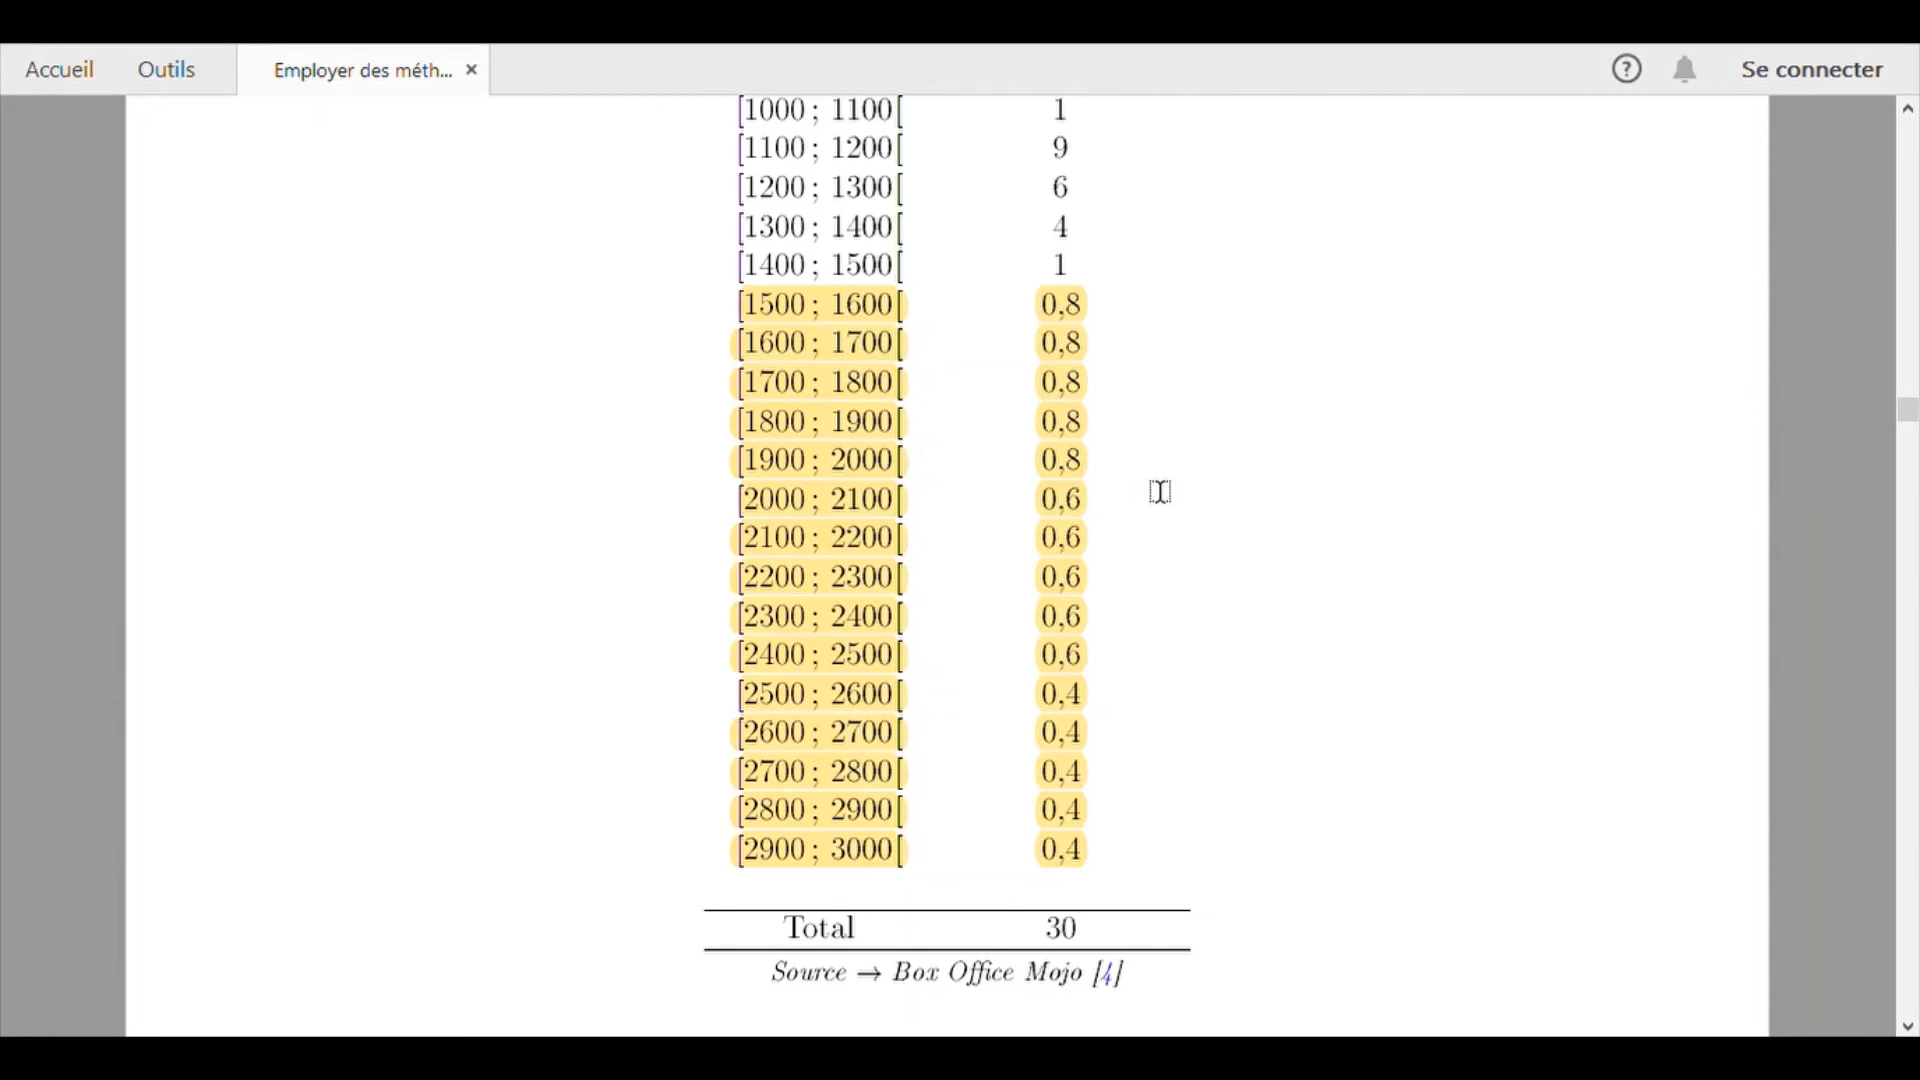 Accueil Outils Employer des méth... × ? Se connecter
[1000 ; 1100[ 1
[1100 ; 1200[ 9
[1200 ; 1300[ 6
[1300 ; 1400[ 4
[1400 ; 1500[ 1
[1500 ; 1600[ 0,8
[1600 ; 1700[ 0,8
[1700 ; 1800[ 0,8
[1800 ; 1900[ 0,8
[1900 ; 2000[ 0,8
[2000 ; 2100[ 0,6
[2100 ; 2200[ 0,6
[2200 ; 2300[ 0,6
[2300 ; 2400[ 0,6
[2400 ; 2500[ 0,6
[2500 ; 2600[ 0,4
[2600 ; 2700[ 0,4
[2700 ; 2800[ 0,4
[2800 ; 2900[ 0,4
[2900 ; 3000[ 0,4
Total 30
Source → Box Office Mojo [4]